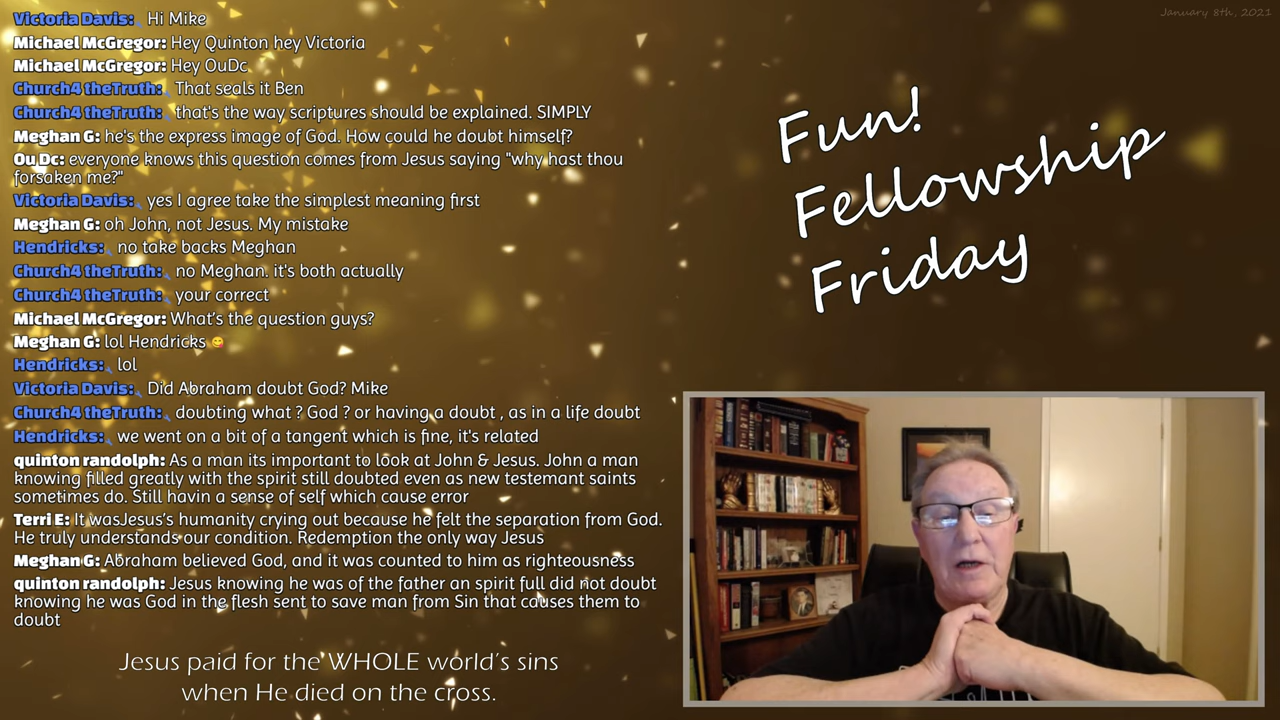 Victoria Davis: Hi Mike
Michael McGregor: Hey Quinton hey Victoria
Michael McGregor: Hey OuDc
Church4 theTruth: That seals it Ben
Church4 theTruth: that's the way scriptures should be explained. SIMPLY
Meghan G: he's the express image of God. How could he doubt himself?
Ou Dc: everyone knows this question comes from Jesus saying "why hast thou
forsaken me?"
Victoria Davis: yes I agree take the simplest meaning first
Meghan G: oh John, not Jesus. My mistake
Hendricks: no take backs Meghan
Church4 theTruth: no Meghan. it's both actually
Church4 theTruth: your correct
Michael McGregor: What's the question guys?
Meghan G: lol Hendricks 😋
Hendricks: lol
Victoria Davis: Did Abraham doubt God? Mike
Church4 theTruth: doubting what ? God ? or having a doubt , as in a life doubt
Hendricks: we went on a bit of a tangent which is fine, it's related
quinton randolph: As a man its important to look at John & Jesus. John a man
knowing filled greatly with the spirit still doubted even as new testemant saints
sometimes do. Still havin a sense of self which cause error
Terri E: It wasJesus's humanity crying out because he felt the separation from God.
He truly understands our condition. Redemption the only way Jesus
Meghan G: Abraham believed God, and it was counted to him as righteousness
quinton randolph: Jesus knowing he was of the father an spirit full did not doubt
knowing he was God in the flesh sent to save man from Sin that causes them to
doubt
Jesus paid for the WHOLE world's sins
when He died on the cross.
January 8th, 2021
Fun!
Fellowship
Friday